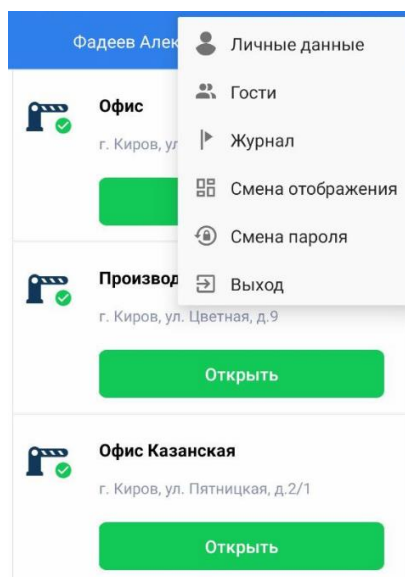 Фадеев Алек
Личные данные
Гости
Журнал
Смена отображения
Смена пароля
Выход
Офис
г. Киров, ул
Производ
г. Киров, ул. Цветная, д.9
Открыть
Офис Казанская
г. Киров, ул. Пятницкая, д.2/1
Открыть